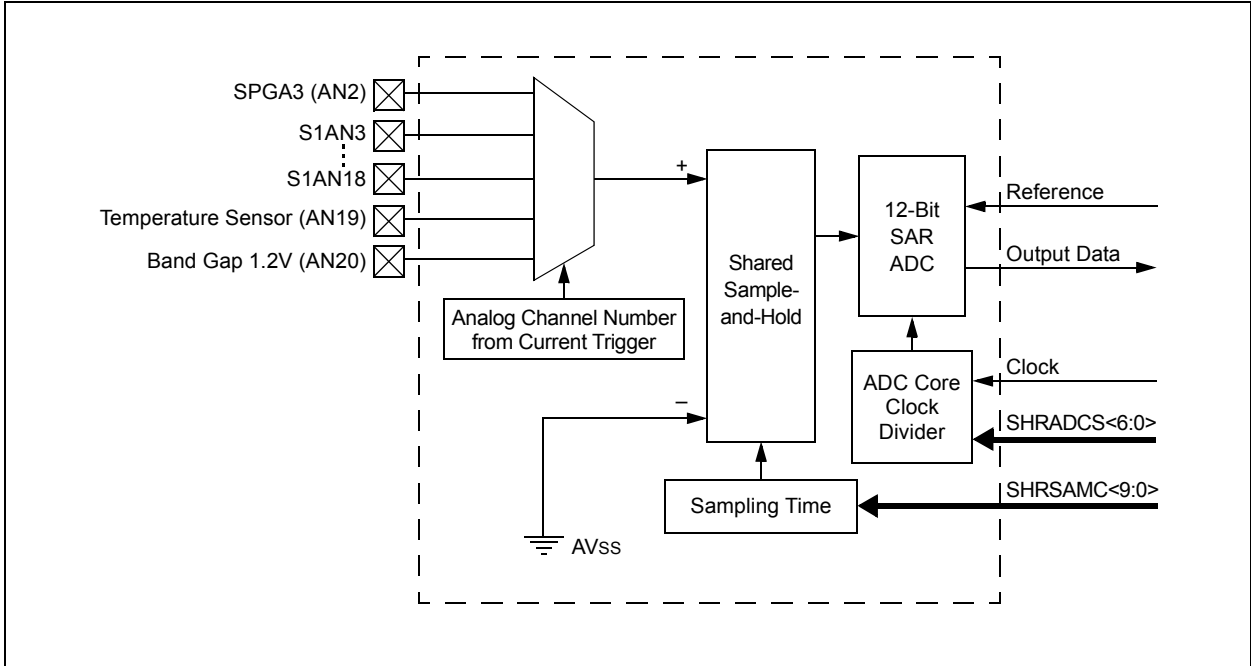 SPGA3 (AN2)
S1AN3
S1AN18
Temperature Sensor (AN19)
Band Gap 1.2V (AN20)
Analog Channel Number
from Current Trigger
+
–
Shared
Sample-
and-Hold
12-Bit
SAR
ADC
Reference
Output Data
ADC Core
Clock
Divider
Clock
SHRADCS<6:0>
Sampling Time
SHRSAMC<9:0>
AVSS